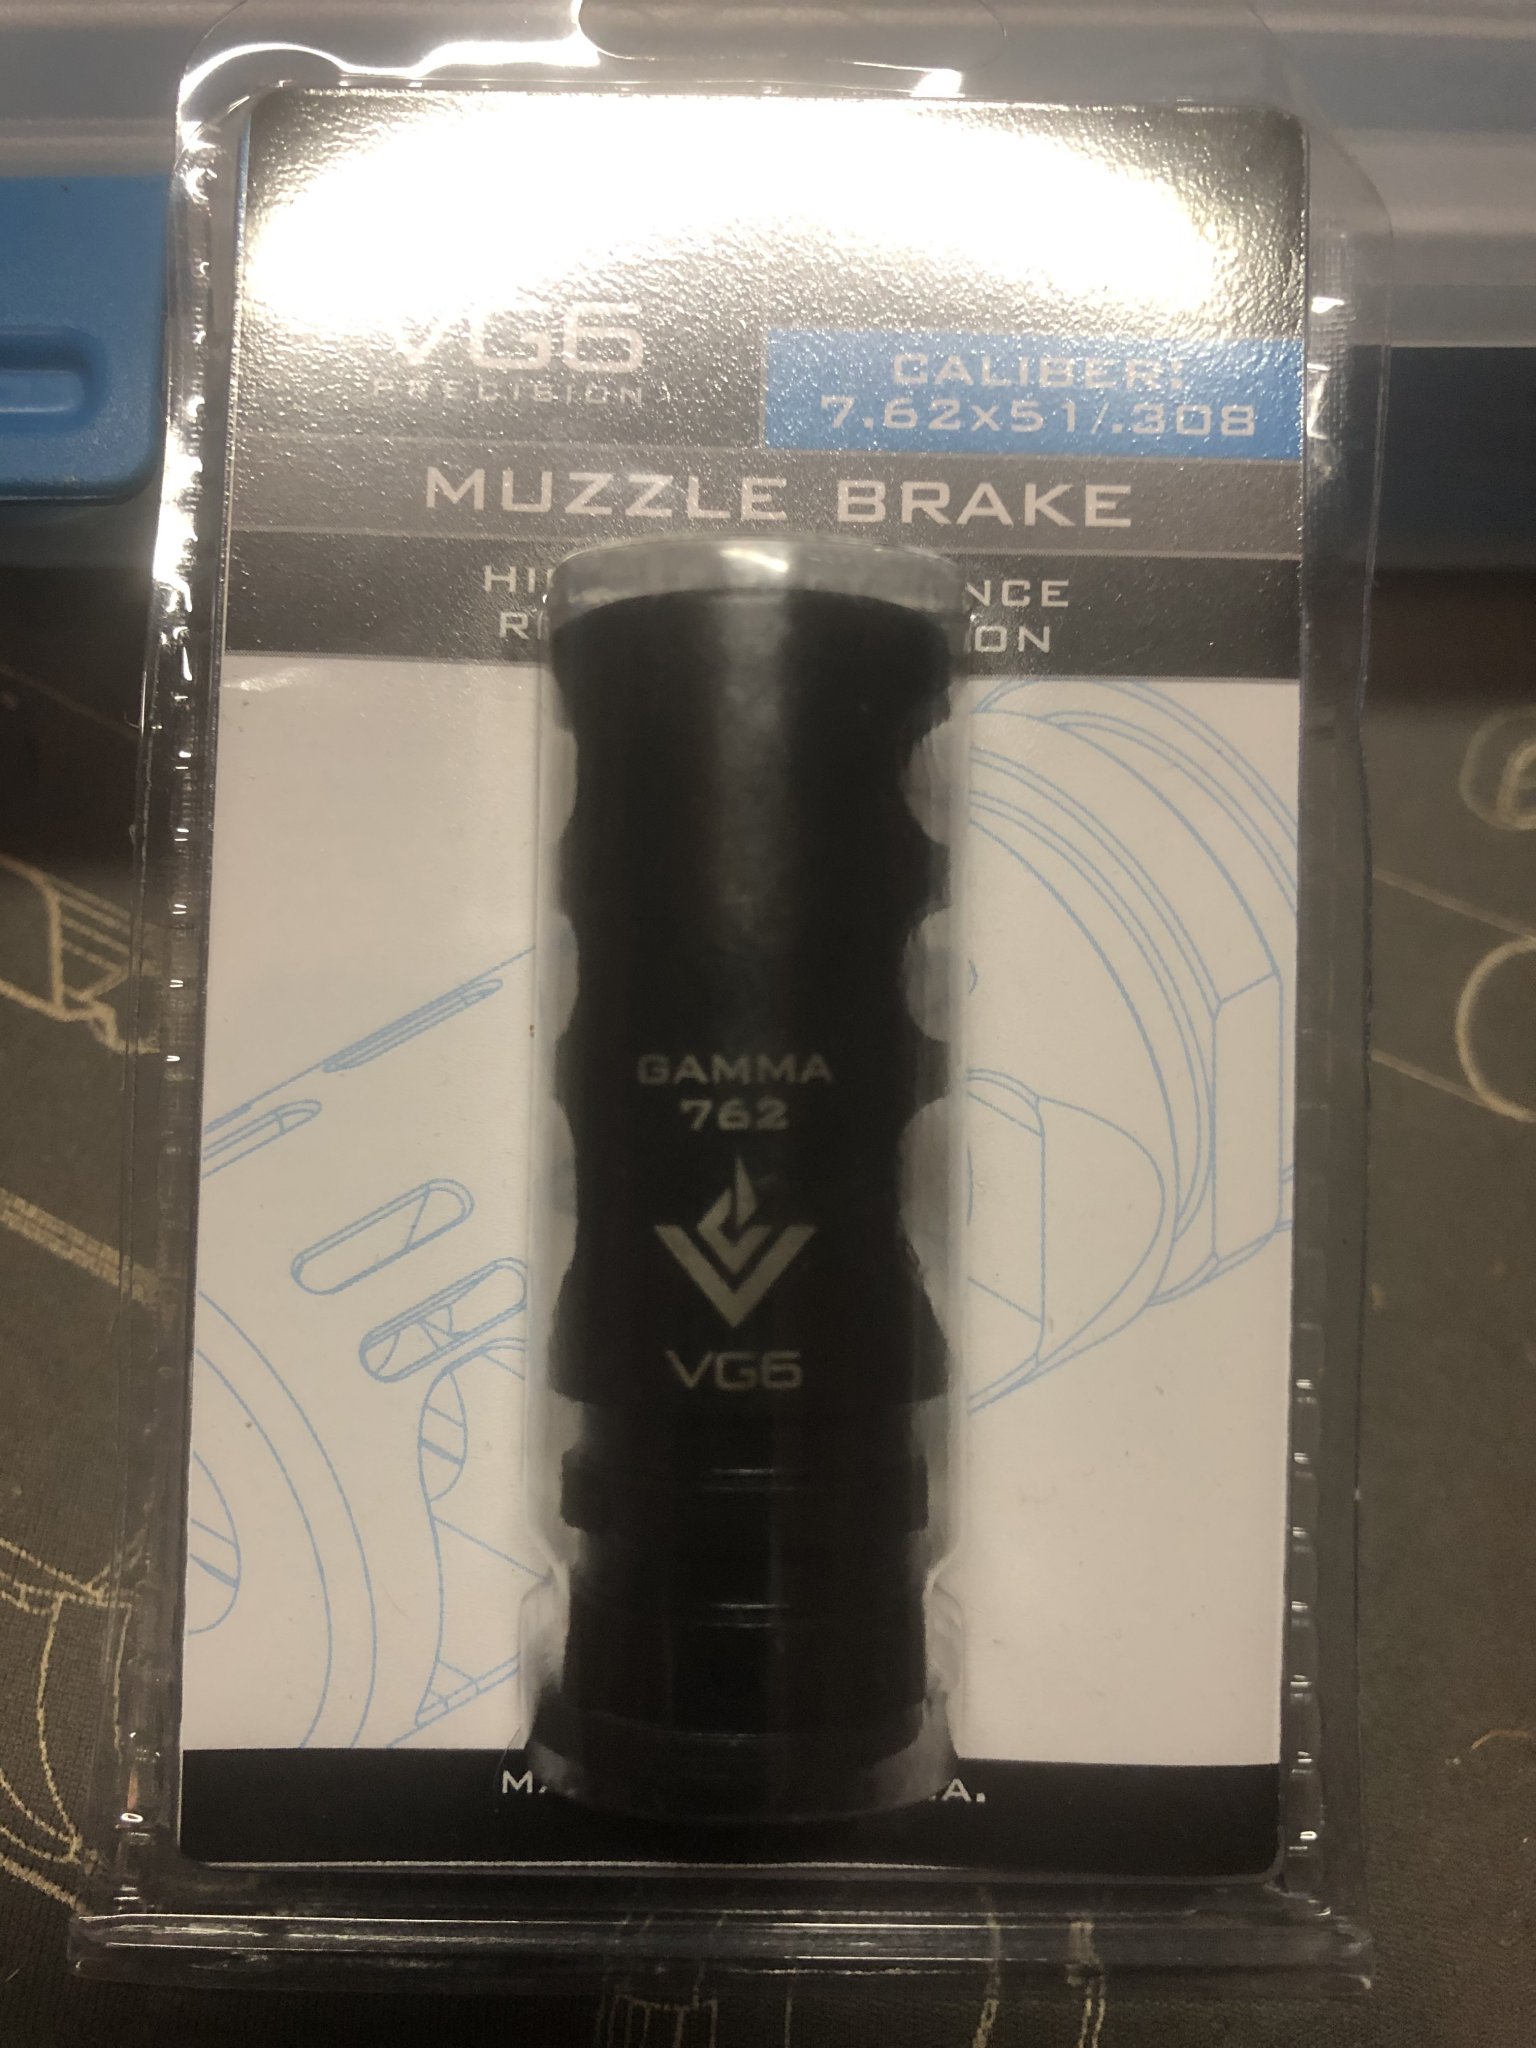 VG6
PRECISION
CALIBER:
7.62x51/.308
MUZZLE BRAKE
GAMMA
762
VG6